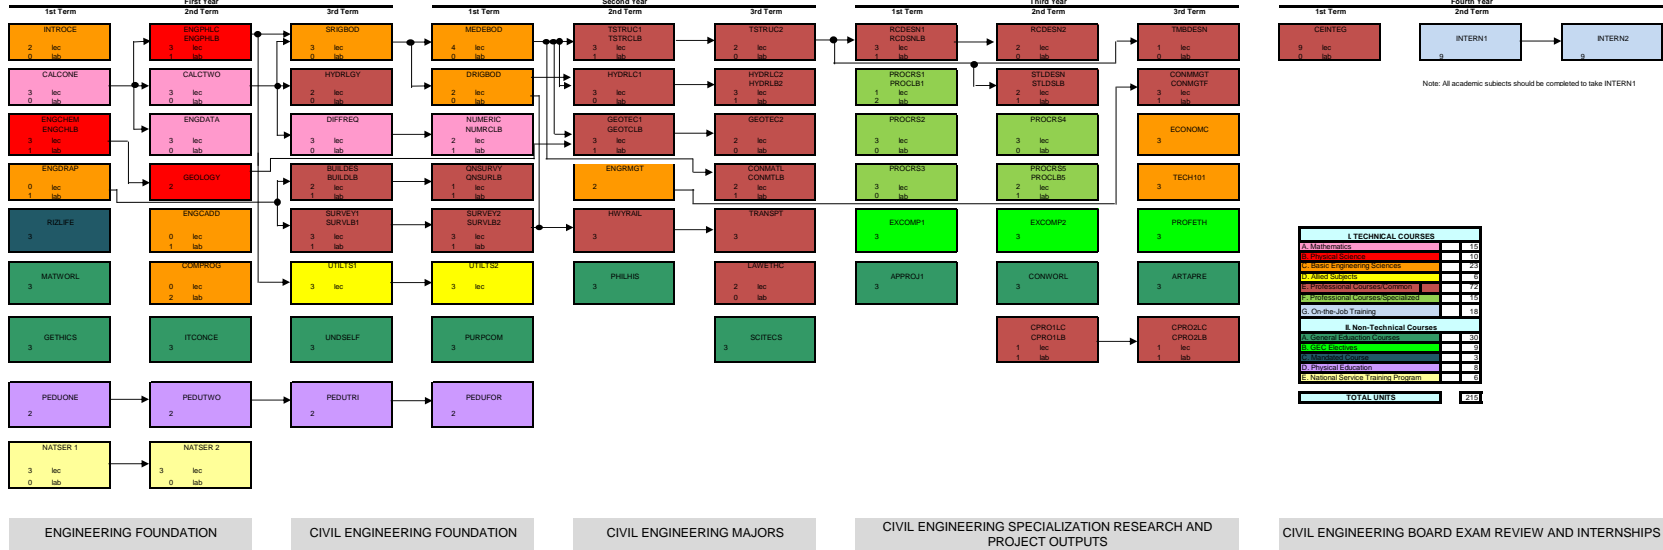 First Year
Second Year
Third Year
Fourth Year
1st Term
2nd Term
3rd Term
1st Term
2nd Term
3rd Term
1st Term
2nd Term
3rd Term
1st Term
2nd Term
INTROCE
2 lec
0 lab
ENGPHLC
ENGPHLB
3 lec
1 lab
SRIGBOD
3 lec
0 lab
MEDEBOD
4 lec
0 lab
TSTRUC1
TSTRCLB
3 lec
1 lab
TSTRUC2
2 lec
0 lab
RCDESN1
RCDSNLB
3 lec
1 lab
RCDESN2
2 lec
0 lab
TMBDESN
1 lec
0 lab
CEINTEG
9 lec
0 lab
INTERN1
9
INTERN2
9
CALCONE
3 lec
0 lab
CALCTWO
3 lec
0 lab
HYDRLGY
2 lec
0 lab
DRIGBOD
2 lec
0 lab
HYDRLC1
3 lec
0 lab
HYDRLC2
HYDRLB2
3 lec
1 lab
PROCRS1
PROCLB1
1 lec
2 lab
STLDESN
STLDSLB
2 lec
1 lab
CONMMGT
CONMGTF
3 lec
1 lab
Note: All academic subjects should be completed to take INTERN1
ENGCHEM
ENGCHLB
3 lec
1 lab
ENGDATA
3 lec
0 lab
DIFFREQ
3 lec
0 lab
NUMERIC
NUMRCLB
2 lec
1 lab
GEOTEC1
GEOTCLB
3 lec
1 lab
GEOTEC2
2 lec
0 lab
PROCRS2
3 lec
0 lab
PROCRS4
3 lec
0 lab
ECONOMC
3
ENGDRAP
0 lec
1 lab
GEOLOGY
2
BUILDES
BUILDLB
2 lec
1 lab
QNSURVY
QNSURLB
1 lec
1 lab
ENGRMGT
2
CONMATL
CONMTLB
2 lec
1 lab
PROCRS3
3 lec
0 lab
PROCRS5
PROCLB5
2 lec
1 lab
TECH101
3
RIZLIFE
3
ENGCADD
0 lec
1 lab
SURVEY1
SURVLB1
3 lec
1 lab
SURVEY2
SURVLB2
3 lec
1 lab
HWYRAIL
3
TRANSPT
3
EXCOMP1
3
EXCOMP2
3
PROFETH
3
MATWORL
3
COMPROG
0 lec
2 lab
UTILTS1
3 lec
UTILTS2
3 lec
PHILHIS
3
LAWETHC
2 lec
0 lab
APPROJ1
3
CONWORL
3
ARTAPRE
3
GETHICS
3
ITCONCE
3
UNDSELF
3
PURPCOM
3
SCITECS
3
CPRO1LC
CPRO1LB
1 lec
1 lab
CPRO2LC
CPRO2LB
1 lec
1 lab
PEDUONE
2
PEDUTWO
2
PEDUTRI
2
PEDUFOR
2
NATSER 1
3 lec
0 lab
NATSER 2
3 lec
0 lab
I. TECHNICAL COURSES
A. Mathematics 15
B. Physical Science 10
C. Basic Engineering Sciences 23
D. Allied Subjects 6
E. Professional Courses/Common 72
F. Professional Courses/Specialized 15
G. On-the-Job Training 18
II. Non-Technical Courses
A. General Eduaction Courses 30
B. GEC Electives 9
C. Mandated Course 3
D. Physical Education 8
E. National Service Training Program 6
TOTAL UNITS 215
ENGINEERING FOUNDATION
CIVIL ENGINEERING FOUNDATION
CIVIL ENGINEERING MAJORS
CIVIL ENGINEERING SPECIALIZATION RESEARCH AND
PROJECT OUTPUTS
CIVIL ENGINEERING BOARD EXAM REVIEW AND INTERNSHIPS